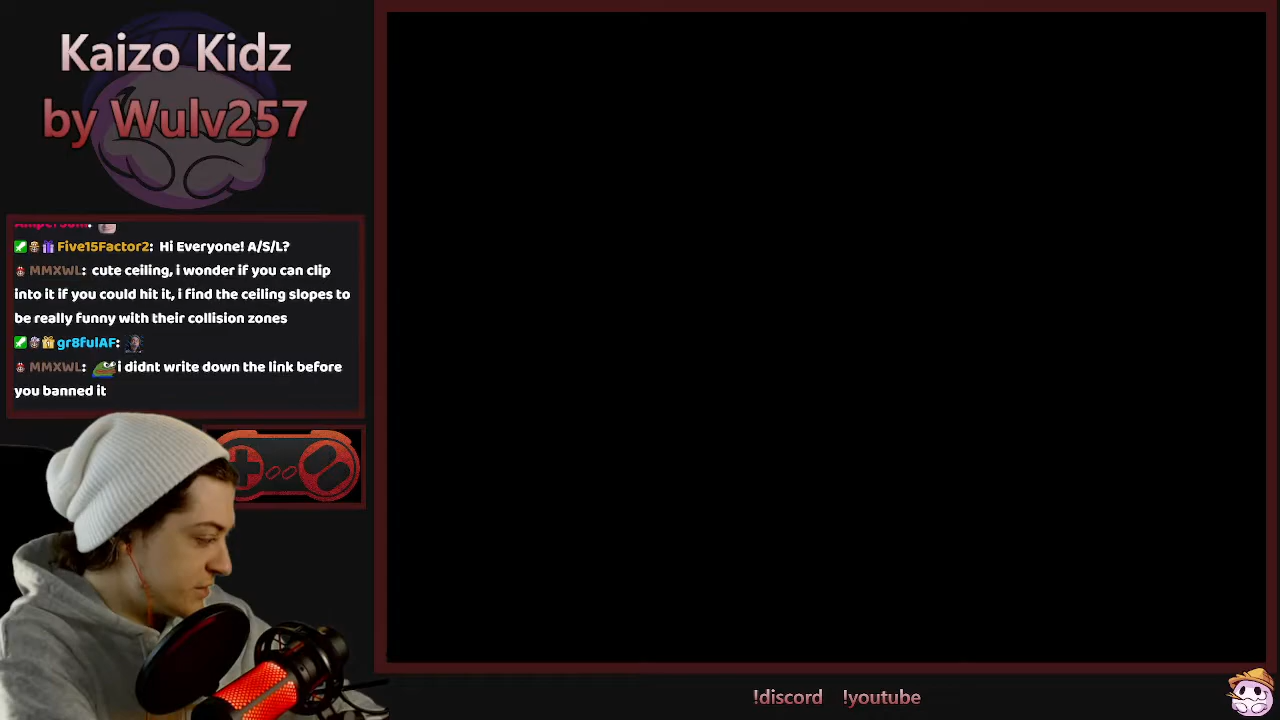 Kaizo Kidz
by Wulv257
Five15Factor2: Hi Everyone! A/S/L?
MMXWL: cute ceiling, i wonder if you can clip
into it if you could hit it, i find the ceiling slopes to
be really funny with their collision zones
gr8fulAF:
MMXWL: i didnt write down the link before
you banned it
!discord !youtube